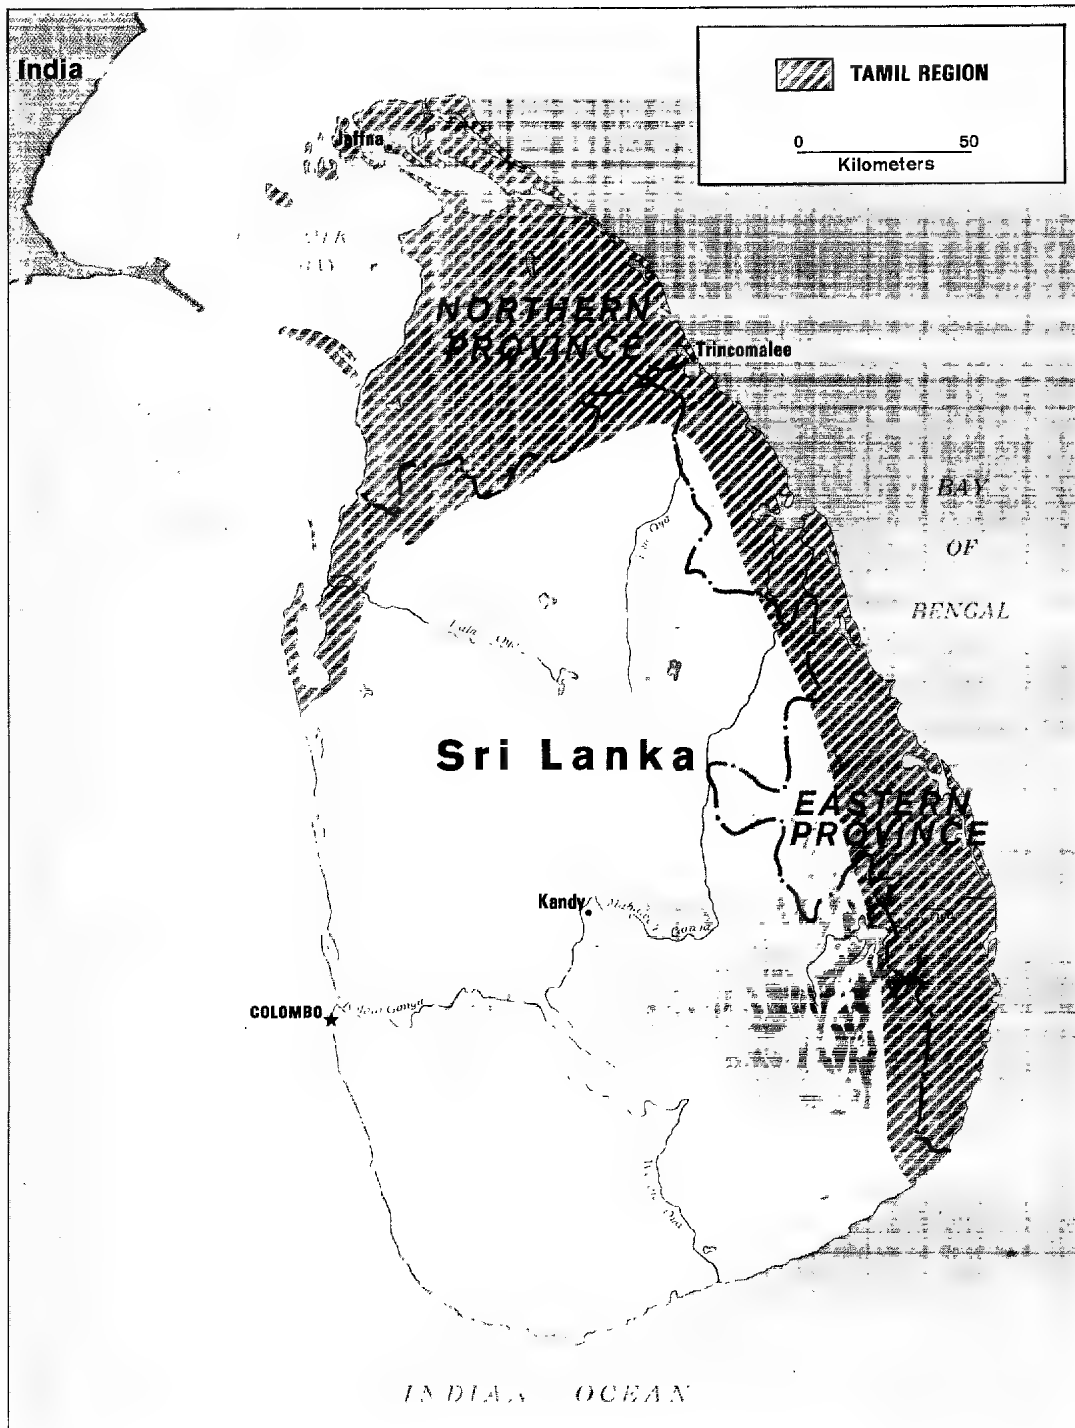 India
TAMIL REGION
0 50
Kilometers
Jaffna
NORTHERN
PROVINCE
Trincomalee
BAY
OF
BENGAL
Sri Lanka
EASTERN
PROVINCE
Kandy
COLOMBO
INDIAN OCEAN